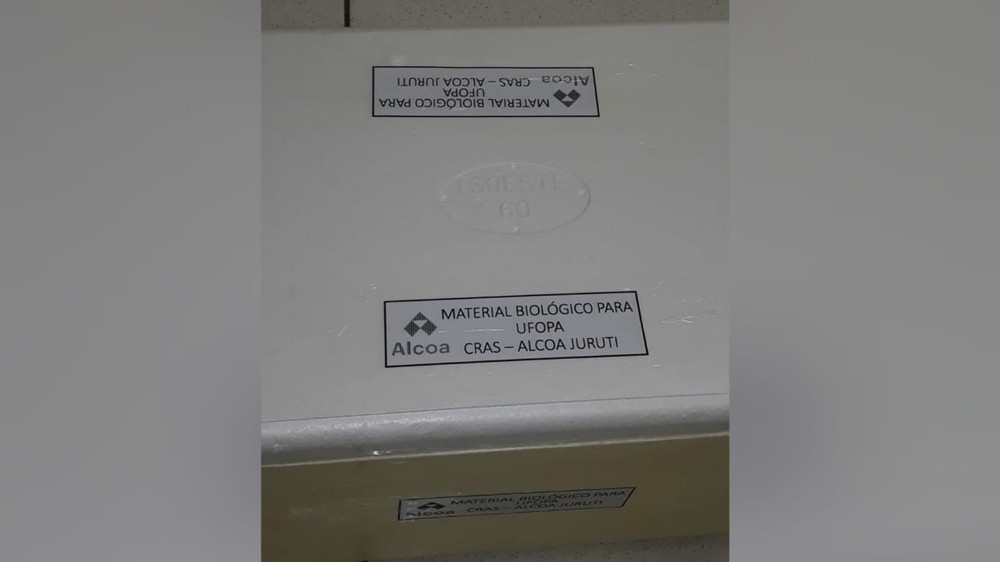 MATERIAL BIOLÓGICO PARA
UFOPA
CRAS – ALCOA JURUTI
Alcoa
ISOESTE
60
MATERIAL BIOLÓGICO PARA
UFOPA
Alcoa CRAS – ALCOA JURUTI
MATERIAL BIOLÓGICO PARA
UFOPA
Alcoa CRAS – ALCOA JURUTI